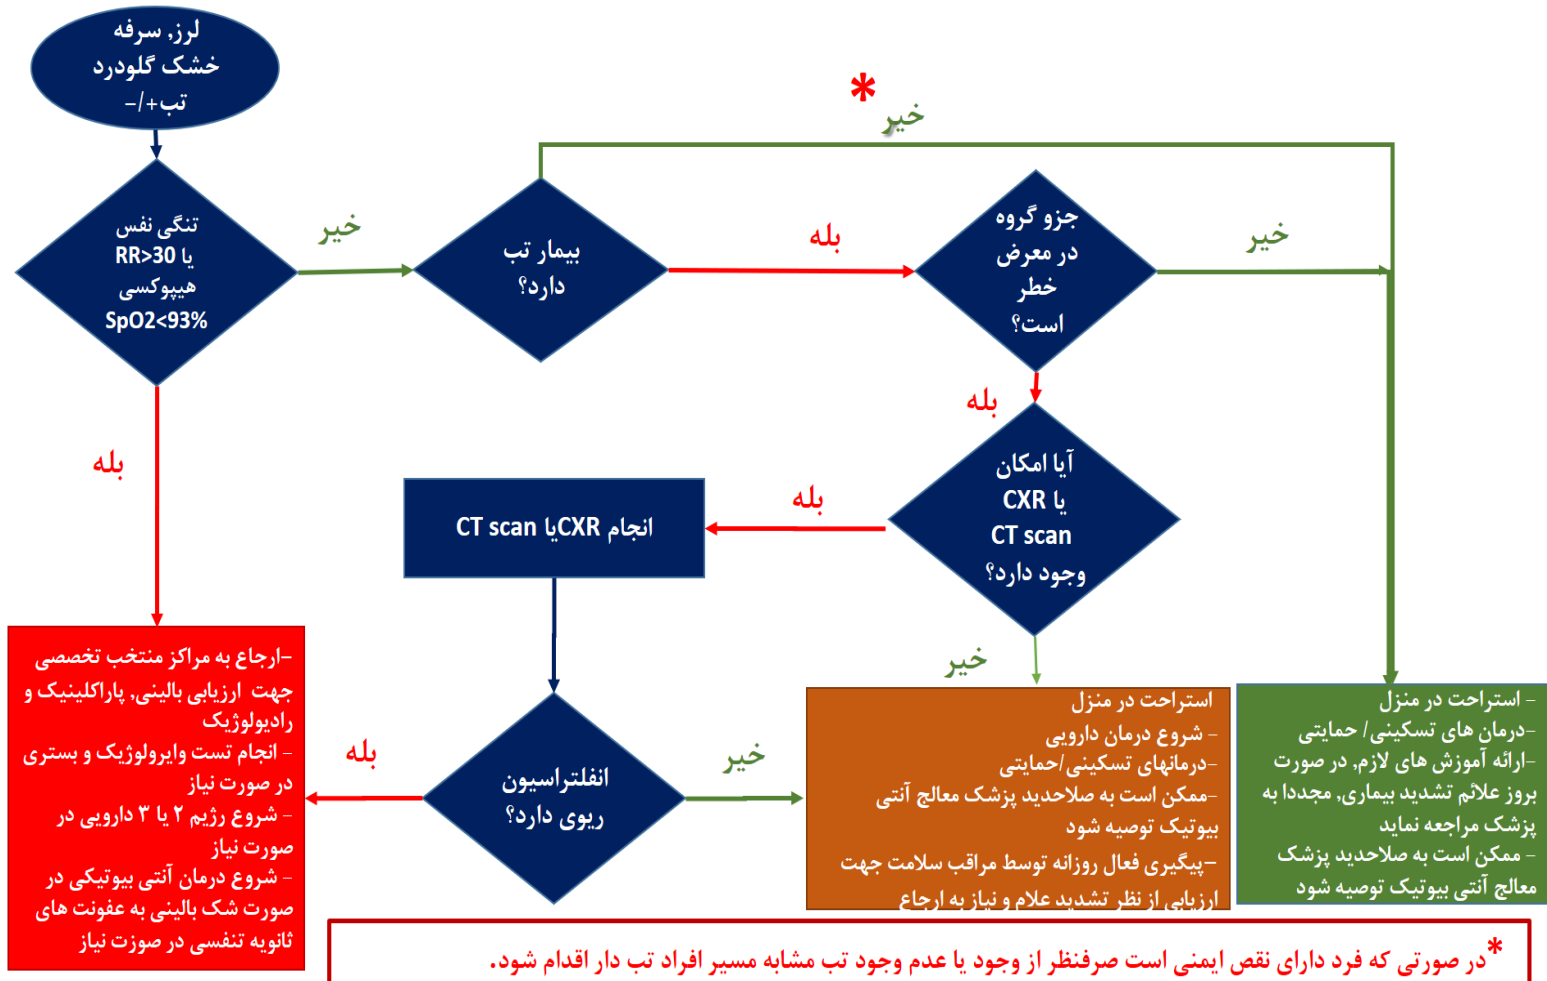 لرز, سرفه
خشک گلودرد
تب+/-
تنگی نفس
یا RR>30
هیپوکسی
SpO2<93%
خیر
بیمار تب
دارد؟
*
خیر
بله
جزو گروه
در معرض
خطر
است؟
خیر
بله
بله
آیا امکان
CXR یا
CT scan
وجود دارد؟
بله
انجام CXRیا CT scan
خیر
انفلتراسیون
ریوی دارد؟
بله
خیر
-ارجاع به مراکز منتخب تخصصی
جهت ارزیابی بالینی, پاراکلینیک و
رادیولوژیک
- انجام تست وایرولوژیک و بستری
در صورت نیاز
- شروع رژیم ۲ یا ۳ دارویی در
صورت نیاز
- شروع درمان آنتی بیوتیکی در
صورت شک بالینی به عفونت های
ثانویه تنفسی در صوزت نیاز
استراحت در منزل
- شروع درمان دارویی
-درمانهای تسکینی/حمایتی
-ممکن است به صلاحدید پزشک معالج آنتی
بیوتیک توصیه شود
-پیگیری فعال روزانه توسط مراقب سلامت جهت
ارزیابی از نظر تشدید علام و نیاز به ارجاع
- استراحت در منزل
-درمان های تسکینی/ حمایتی
-ارائه آموزش های لازم, در صورت
بروز علائم تشدید بیماری, مجددا به
پزشک مراجعه نماید
- ممکن است به صلاحدید پزشک
معالج آنتی بیوتیک توصیه شود
*در صورتی که فرد دارای نقص ایمنی است صرفنظر از وجود یا عدم وجود تب مشابه مسیر افراد تب دار اقدام شود.